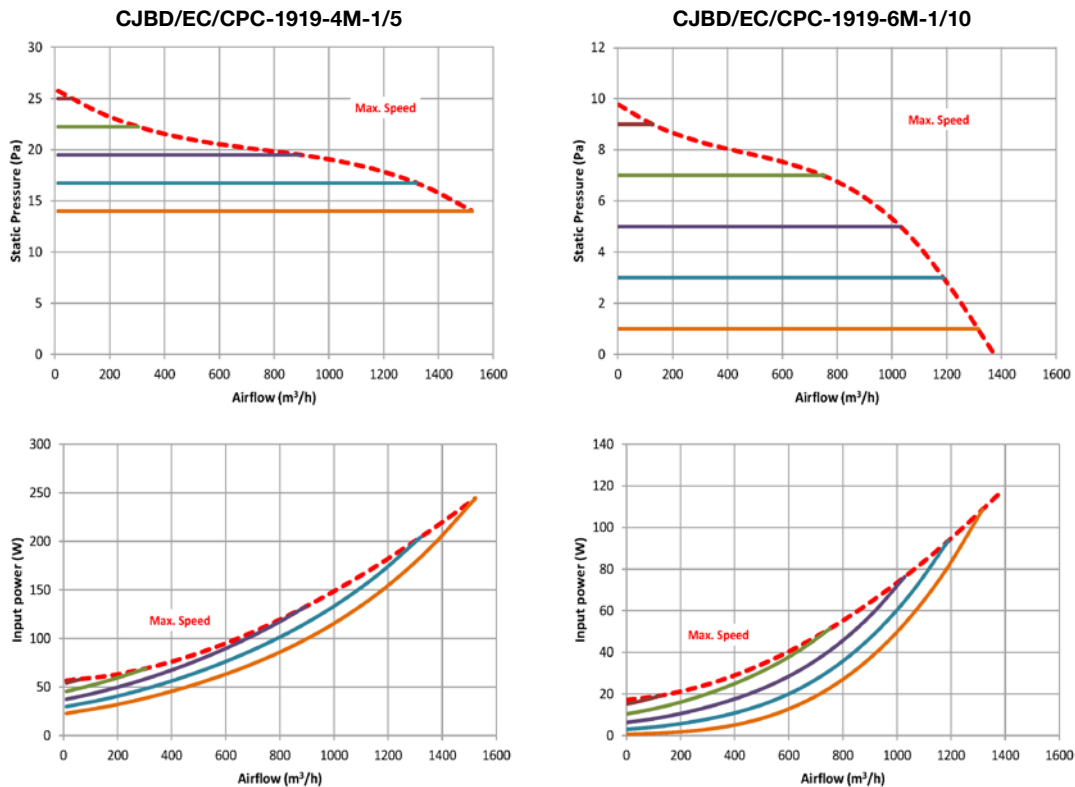 CJBD/EC/CPC-1919-4M-1/5
30
25
20
15
10
5
0
Static Pressure (Pa)
Max. Speed
0 200 400 600 800 1000 1200 1400 1600
Airflow (m³/h)
CJBD/EC/CPC-1919-6M-1/10
12
10
8
6
4
2
0
Static Pressure (Pa)
Max. Speed
0 200 400 600 800 1000 1200 1400 1600
Airflow (m³/h)
300
250
200
150
100
50
0
Input power (W)
Max. Speed
0 200 400 600 800 1000 1200 1400 1600
Airflow (m³/h)
140
120
100
80
60
40
20
0
Input power (W)
Max. Speed
0 200 400 600 800 1000 1200 1400 1600
Airflow (m³/h)